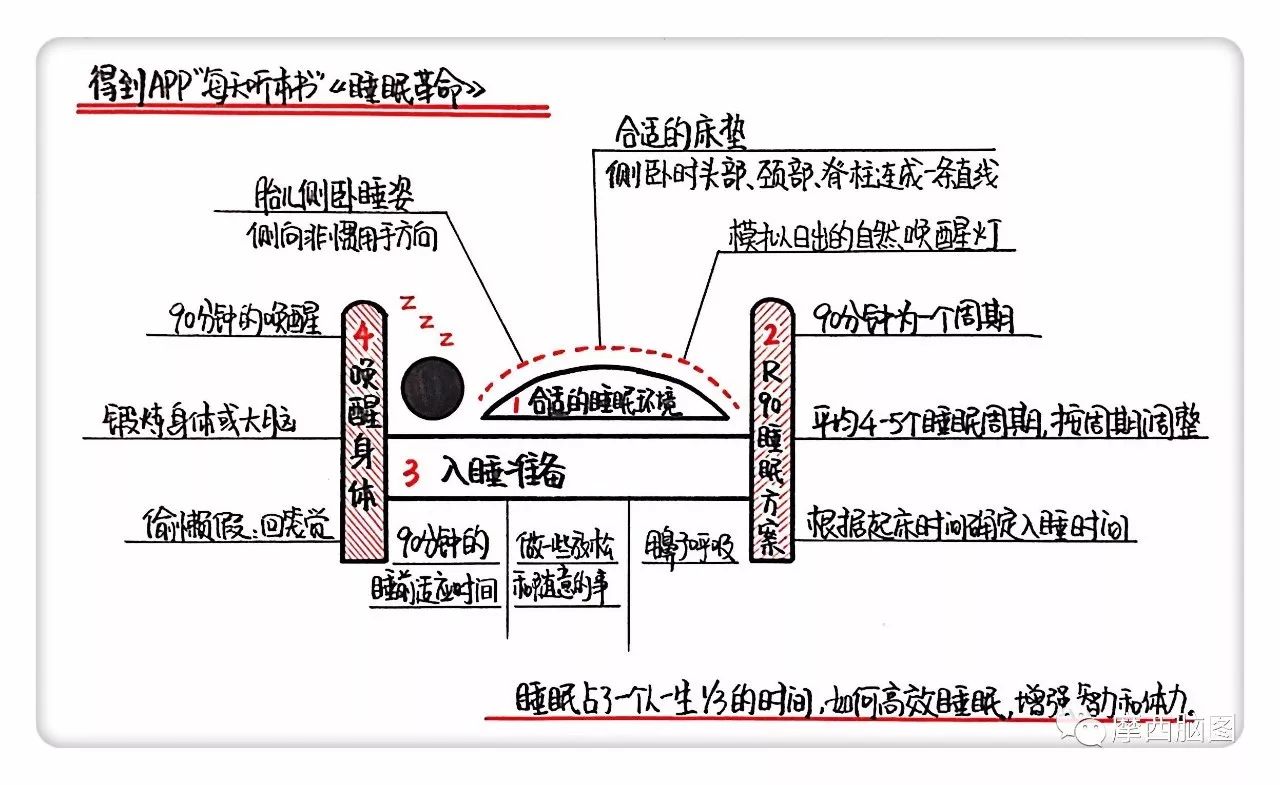 得到APP"每天听本书"《睡眠革命》
合适的床垫
侧卧时头部、颈部、脊柱连成一条直线
胎儿侧卧睡姿
侧向非惯用手方向
模拟日出的自然唤醒灯
z
z
z
1 合适的睡眠环境
2 R90睡眠方案
90分钟为一个周期
平均4-5个睡眠周期,按周期调整
根据起床时间确定入睡时间
3 入睡准备
90分钟的
睡前适应时间
做一些放松
和随意的事
鼻子呼吸
4 唤醒身体
90分钟的唤醒
锻炼身体或大脑
偷懒假:回笼觉
睡眠占了一个人一生1/3的时间,如何高效睡眠,增强智力和体力。
摩西脑图